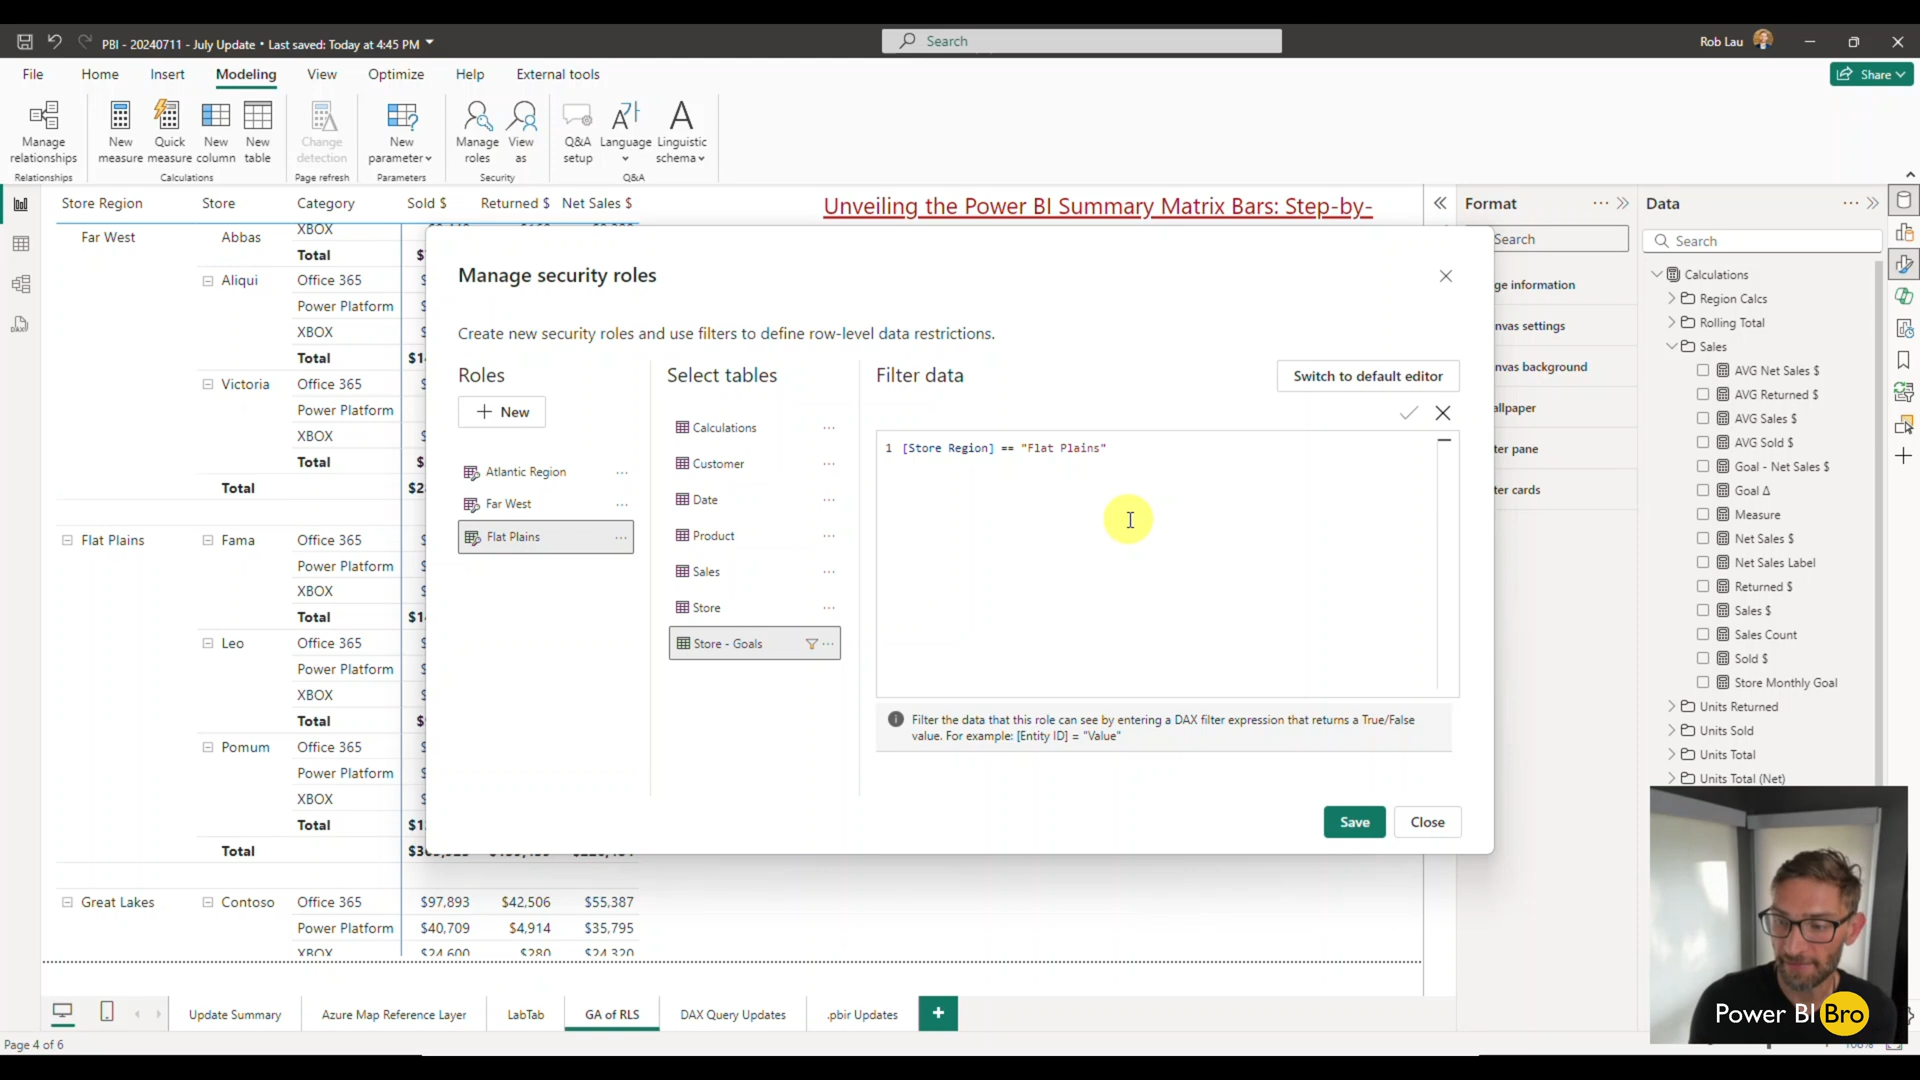 PBI - 20240711 - July Update • Last saved: Today at 4:45 PM
Search
Rob Lau
File Home Insert Modeling View Optimize Help External tools
Share
Manage relationships
New measure
Quick measure
New column
New table
Change detection
New parameter
Manage roles
View as
Q&A setup
Language
Linguistic schema
Relationships
Calculations
Page refresh
Parameters
Security
Q&A
Store Region Store Category Sold $ Returned $ Net Sales $
Far West Abbas XBOX
Total
Aliqui Office 365
Power Platform
XBOX
Total
Victoria Office 365
Power Platform
XBOX
Total
Total
Flat Plains Fama Office 365
Power Platform
XBOX
Total
Leo Office 365
Power Platform
XBOX
Total
Pomum Office 365
Power Platform
XBOX
Total
Total
Great Lakes Contoso Office 365 $97,893 $42,506 $55,387
Power Platform $40,709 $4,914 $35,795
XBOX $24,600 $280 $24,320
Unveiling the Power BI Summary Matrix Bars: Step-by-
Manage security roles
Create new security roles and use filters to define row-level data restrictions.
Roles
New
Atlantic Region
Far West
Flat Plains
Select tables
Calculations
Customer
Date
Product
Sales
Store
Store - Goals
Filter data
Switch to default editor
1 [Store Region] == "Flat Plains"
Filter the data that this role can see by entering a DAX filter expression that returns a True/False
value. For example: [Entity ID] = "Value"
Save
Close
Format
Search
ge information
nvas settings
nvas background
allpaper
ter pane
ter cards
Data
Search
Calculations
Region Calcs
Rolling Total
Sales
AVG Net Sales $
AVG Returned $
AVG Sales $
AVG Sold $
Goal - Net Sales $
Goal Δ
Measure
Net Sales $
Net Sales Label
Returned $
Sales $
Sales Count
Sold $
Store Monthly Goal
Units Returned
Units Sold
Units Total
Units Total (Net)
Power BI Bro
Update Summary
Azure Map Reference Layer
LabTab
GA of RLS
DAX Query Updates
.pbir Updates
Page 4 of 6